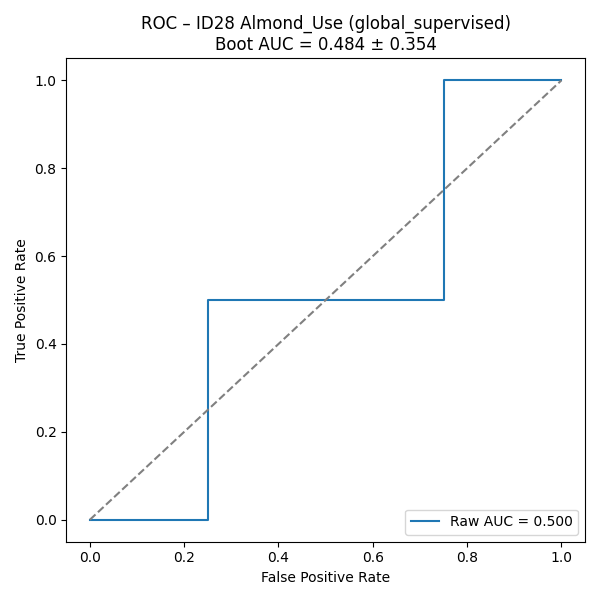 ROC – ID28 Almond_Use (global_supervised)
Boot AUC = 0.484 ± 0.354
1.0
0.8
0.6
0.4
0.2
0.0
True Positive Rate
0.0 0.2 0.4 0.6 0.8 1.0
False Positive Rate
Raw AUC = 0.500